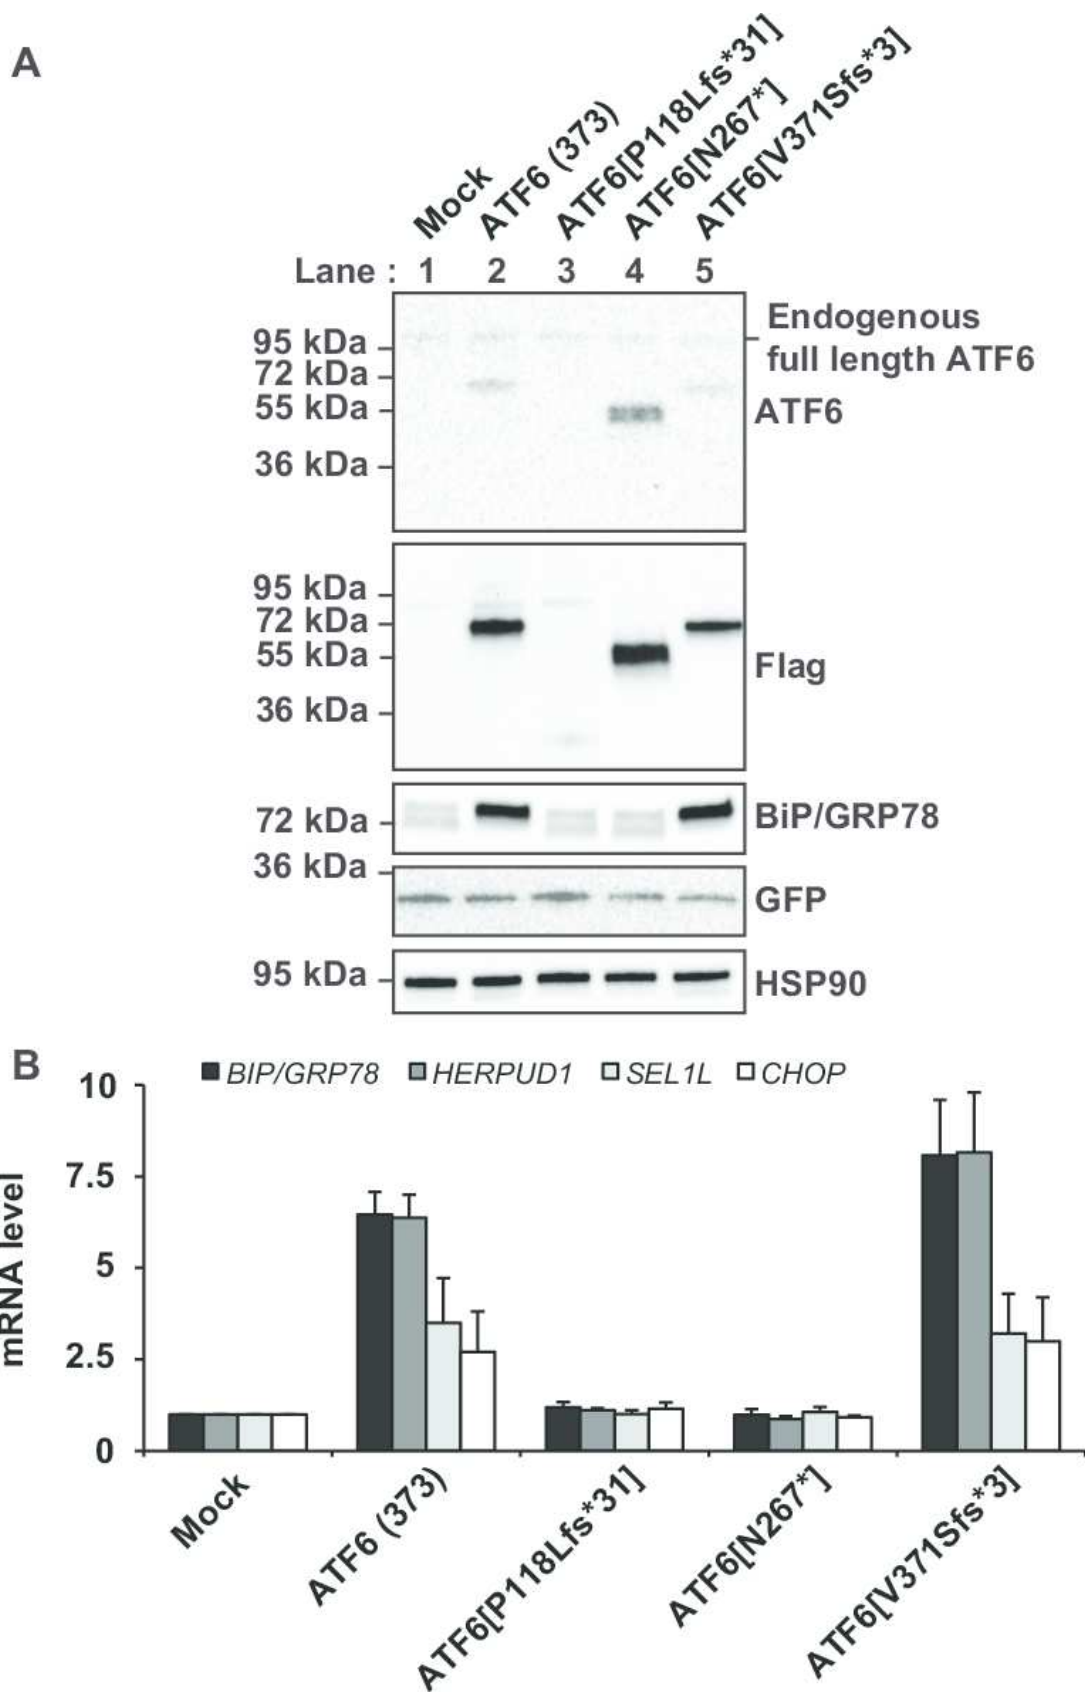 A
Mock
ATF6 (373)
ATF6[P118Lfs*31]
ATF6[N267*]
ATF6[V371Sfs*3]
Lane : 1 2 3 4 5
95 kDa
72 kDa
55 kDa
36 kDa
Endogenous
full length ATF6
ATF6
95 kDa
72 kDa
55 kDa
36 kDa
Flag
72 kDa
BiP/GRP78
36 kDa
GFP
95 kDa
HSP90
B
BIP/GRP78 HERPUD1 SEL1L CHOP
mRNA level
10
7.5
5
2.5
0
Mock
ATF6 (373)
ATF6[P118Lfs*31]
ATF6[N267*]
ATF6[V371Sfs*3]